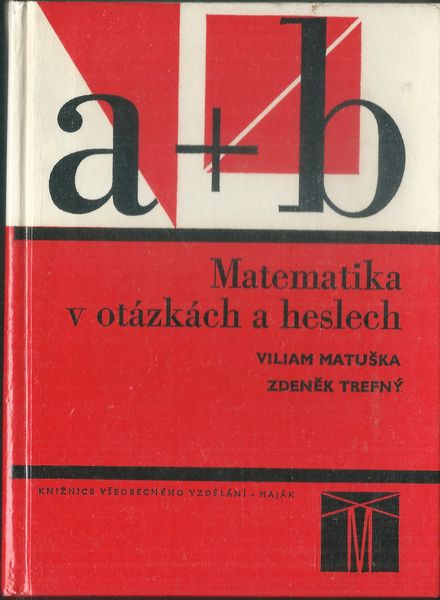 a+b
Matematika
v otázkách a heslech
VILIAM MATUŠKA
ZDENĚK TREFNÝ
KNIŽNICE VŠEOBECNÉHO VZDĚLÁNÍ - MAJÁK
M